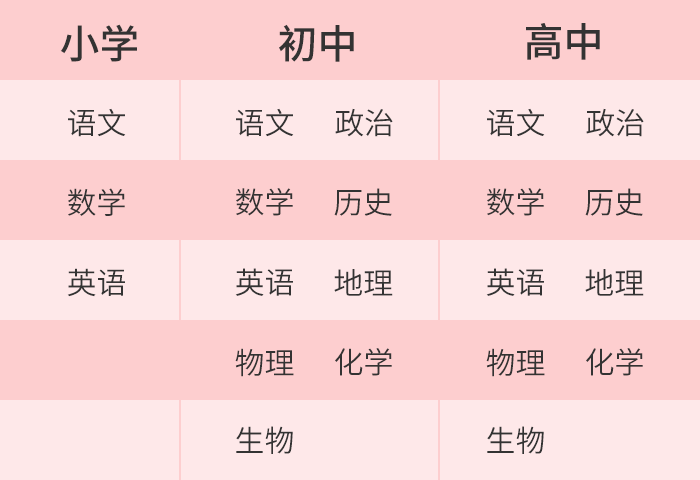 小学 初中 高中
语文 语文 政治 语文 政治
数学 数学 历史 数学 历史
英语 英语 地理 英语 地理
物理 化学 物理 化学
生物 生物